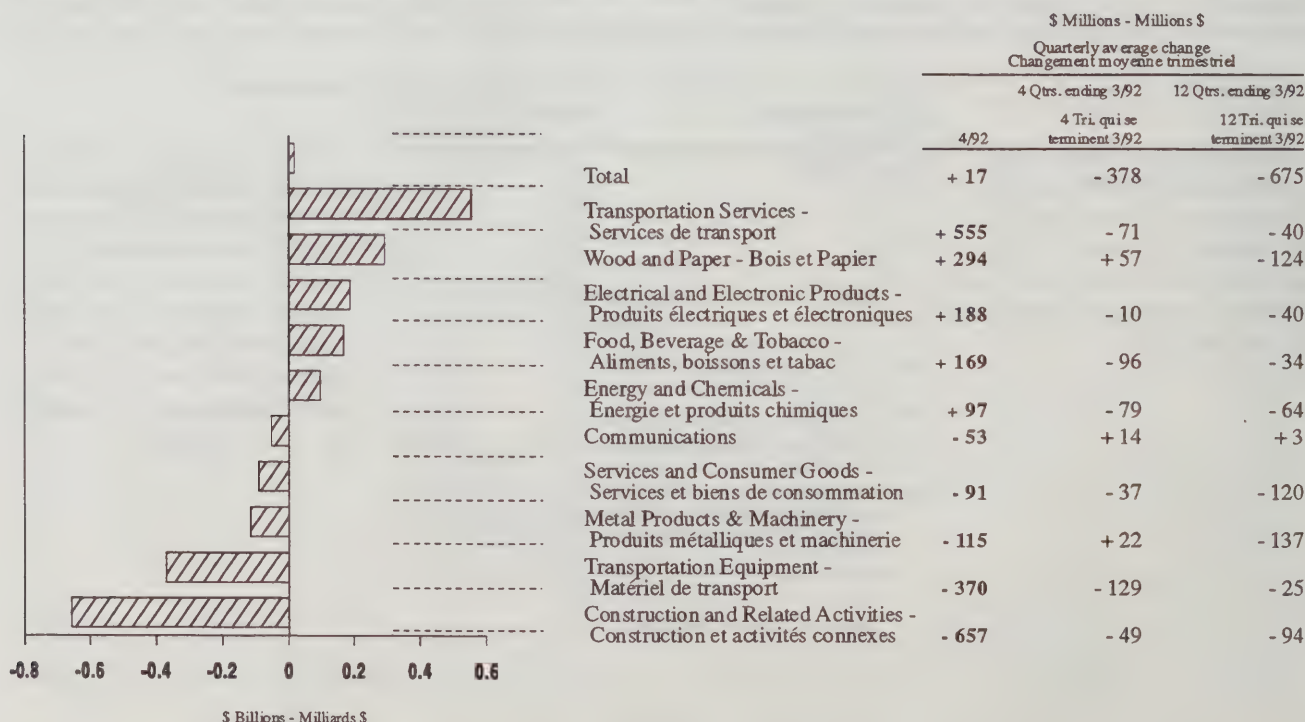 $ Millions - Millions $
Quarterly average change
Changement moyenne trimestriel
4 Qtrs. ending 3/92 12 Qtrs. ending 3/92
4 Tri. qui se 12 Tri. qui se
4/92 terminent 3/92 terminent 3/92
Total + 17 - 378 - 675
Transportation Services -
Services de transport + 555 - 71 - 40
Wood and Paper - Bois et Papier + 294 + 57 - 124
Electrical and Electronic Products -
Produits électriques et électroniques + 188 - 10 - 40
Food, Beverage & Tobacco -
Aliments, boissons et tabac + 169 - 96 - 34
Energy and Chemicals -
Énergie et produits chimiques + 97 - 79 - 64
Communications - 53 + 14 + 3
Services and Consumer Goods -
Services et biens de consommation - 91 - 37 - 120
Metal Products & Machinery -
Produits métalliques et machinerie - 115 + 22 - 137
Transportation Equipment -
Matériel de transport - 370 - 129 - 25
Construction and Related Activities -
Construction et activités connexes - 657 - 49 - 94
-0.8 -0.6 -0.4 -0.2 0 0.2 0.4 0.6
$ Billions - Milliards $